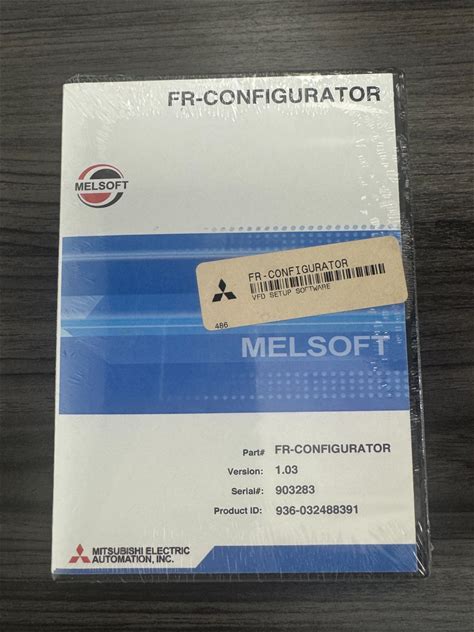 FR-CONFIGURATOR
MELSOFT
FR-CONFIGURATOR
VFD SETUP SOFTWARE
486
MELSOFT
Part# FR-CONFIGURATOR
Version: 1.03
Serial#: 903283
Product ID: 936-032488391
MITSUBISHI ELECTRIC
AUTOMATION, INC.